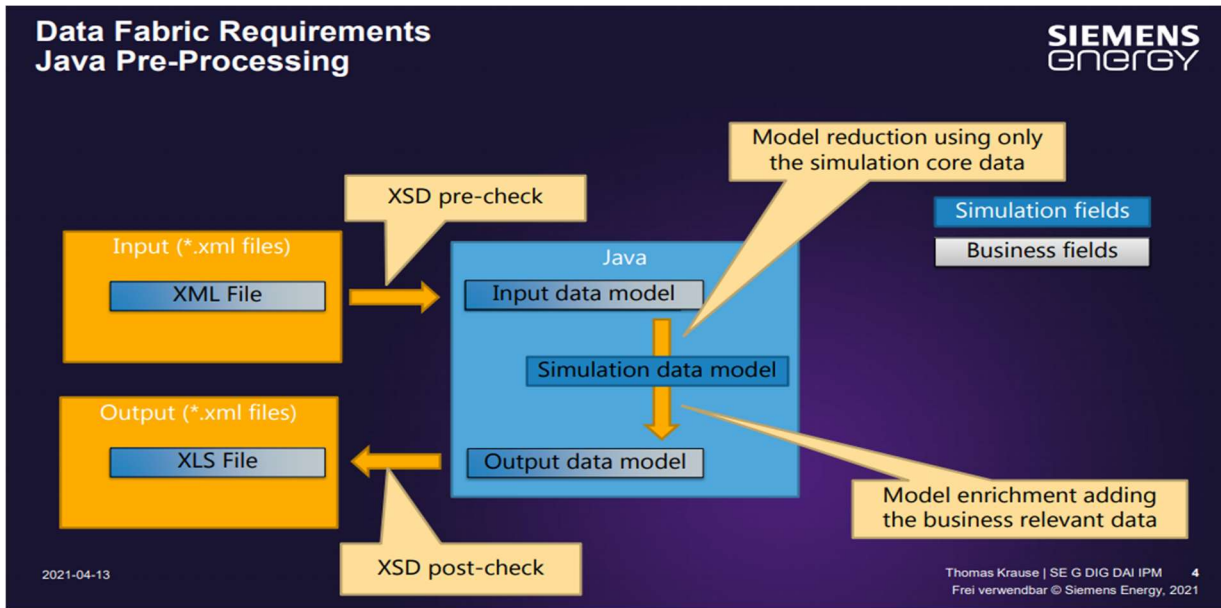 Data Fabric Requirements
Java Pre-Processing
SIEMENS
energy
Model reduction using only
the simulation core data
XSD pre-check
Simulation fields
Business fields
Input (*.xml files)
XML File
Java
Input data model
Simulation data model
Output data model
Output (*.xml files)
XLS File
Model enrichment adding
the business relevant data
XSD post-check
2021-04-13
Thomas Krause | SE G DIG DAI IPM 4
Frei verwendbar © Siemens Energy, 2021